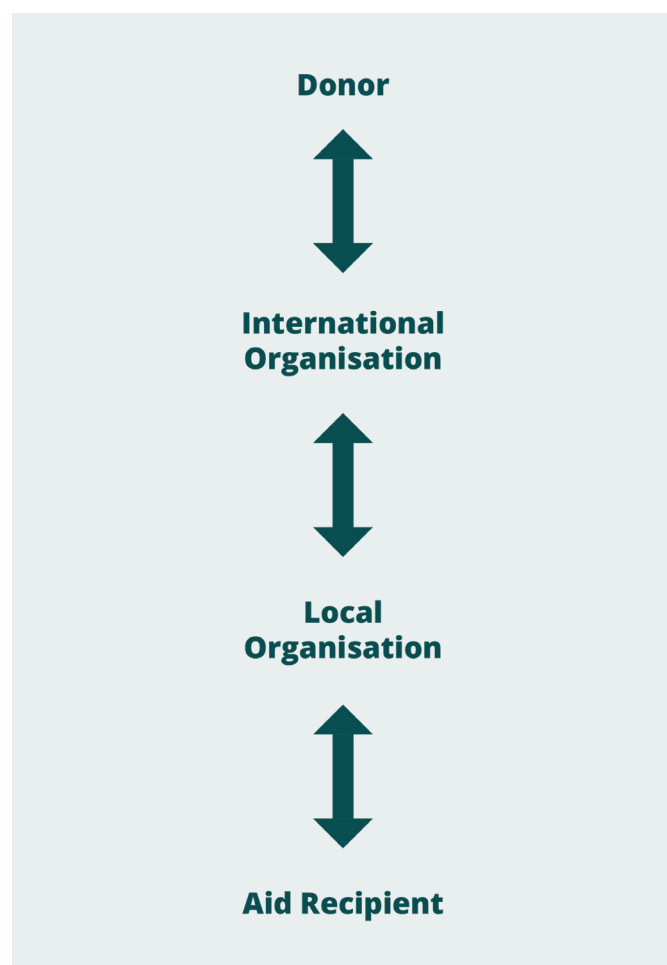 Donor
International
Organisation
Local
Organisation
Aid Recipient